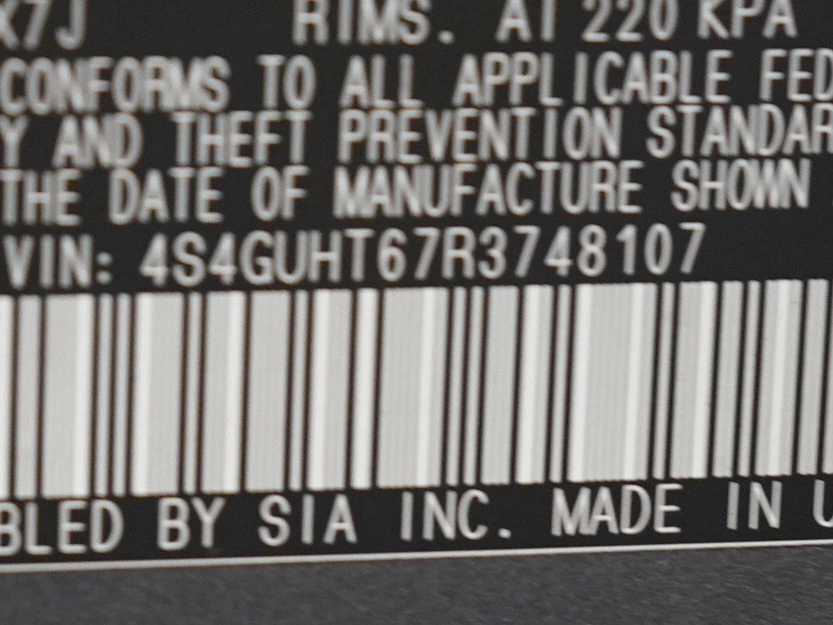 X7J RIMS. AT 220 KPA
CONFORMS TO ALL APPLICABLE FED
Y AND THEFT PREVENTION STANDAR
THE DATE OF MANUFACTURE SHOWN
VIN: 4S4GUHT67R3748107
BLED BY SIA INC. MADE IN U